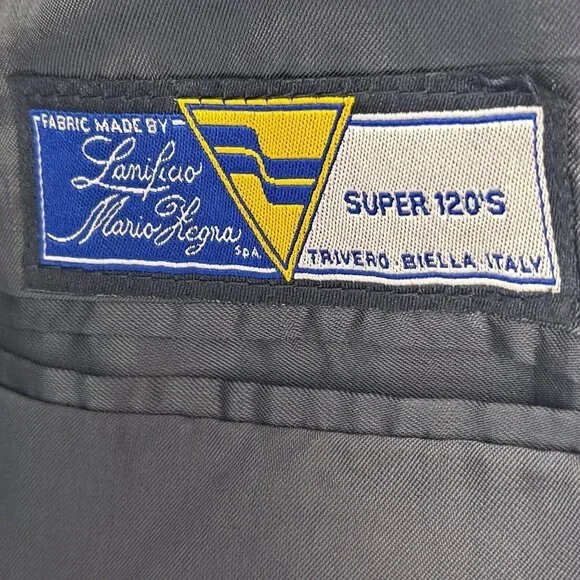 FABRIC MADE BY
Lanificio
Mario Zegna
S.P.A.
SUPER 120'S
TRIVERO BIELLA ITALY